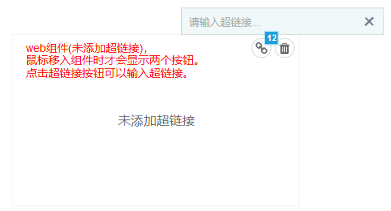 请输入超链接...
12
web组件(未添加超链接)，
鼠标移入组件时才会显示两个按钮。
点击超链接按钮可以输入超链接。
未添加超链接